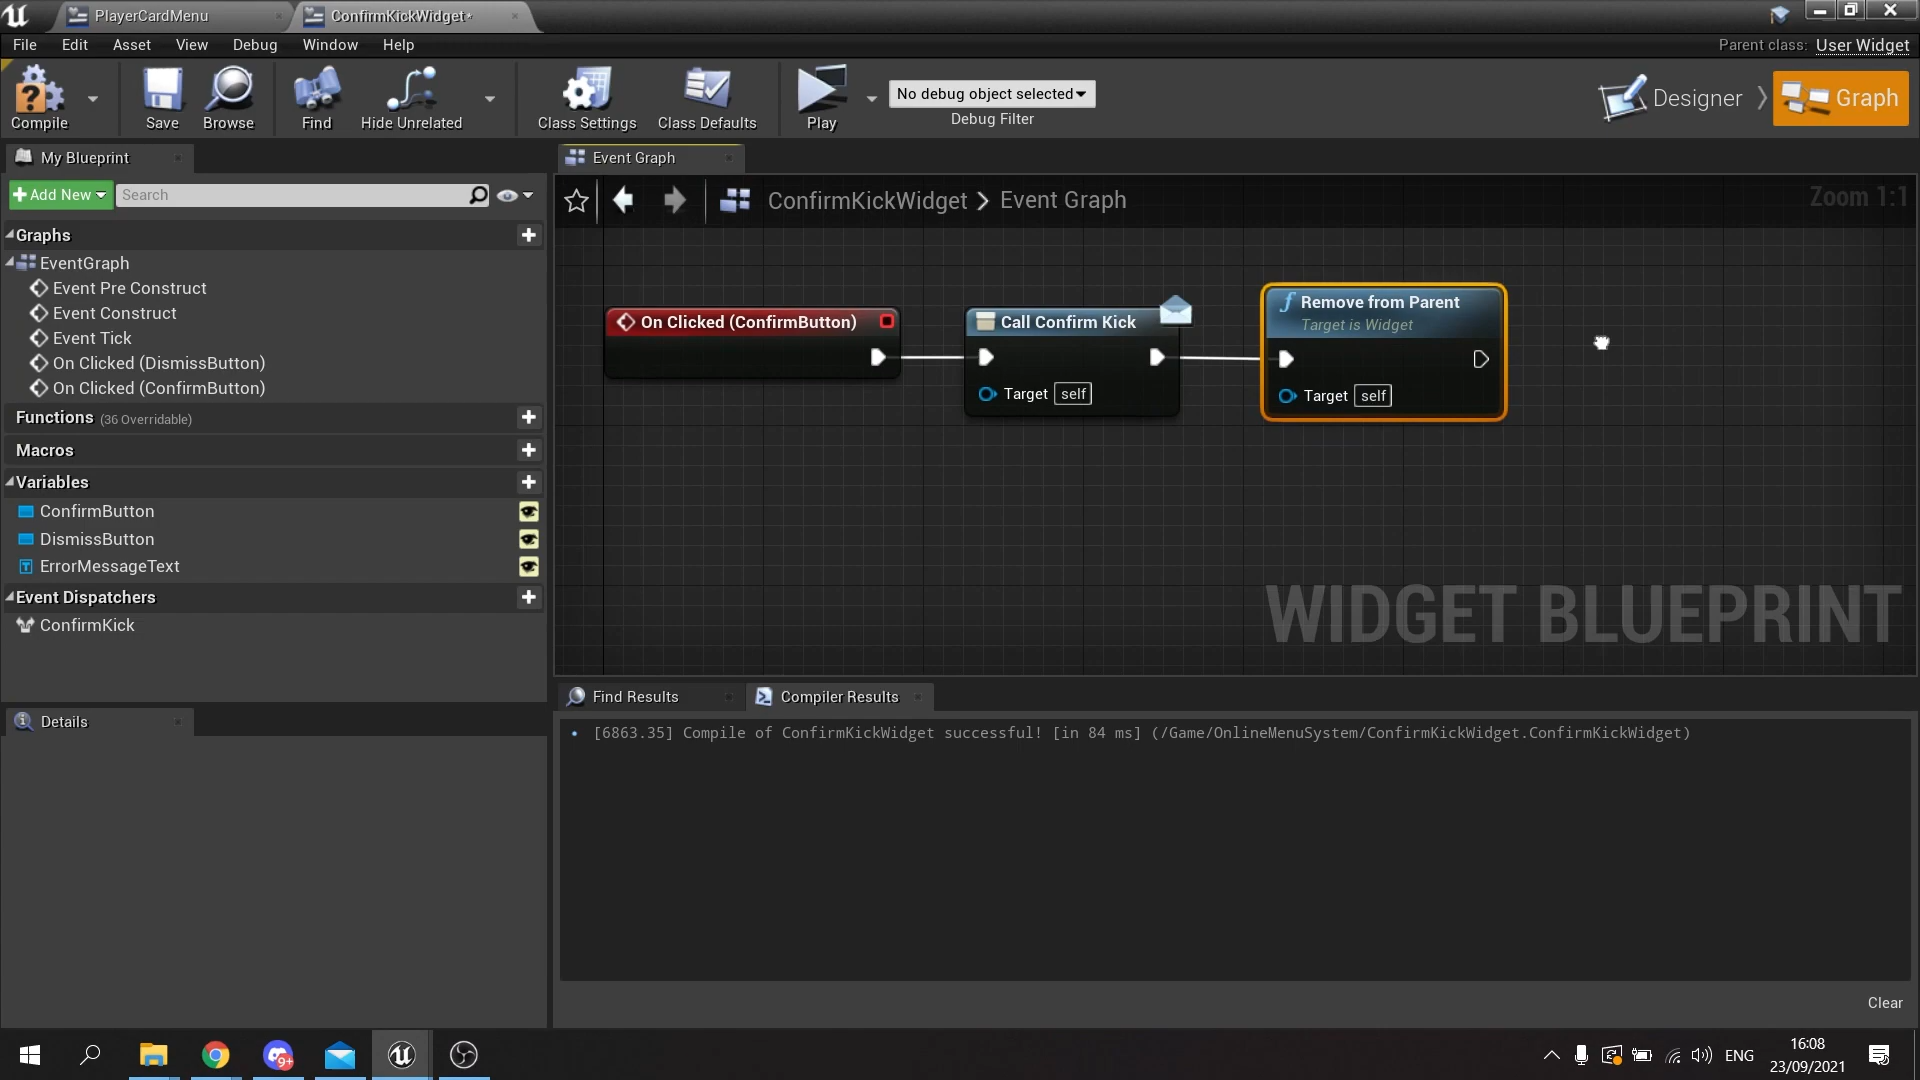 PlayerCardMenu
ConfirmKickWidget*
File Edit Asset View Debug Window Help
Parent class: User Widget
Compile Save Browse Find Hide Unrelated Class Settings Class Defaults Play
No debug object selected
Debug Filter
Designer
Graph
My Blueprint
Add New Search
Graphs
EventGraph
Event Pre Construct
Event Construct
Event Tick
On Clicked (DismissButton)
On Clicked (ConfirmButton)
Functions (36 Overridable)
Macros
Variables
ConfirmButton
DismissButton
ErrorMessageText
Event Dispatchers
ConfirmKick
Details
Event Graph
ConfirmKickWidget > Event Graph
Zoom 1:1
On Clicked (ConfirmButton)
Call Confirm Kick
Target self
Remove from Parent
Target is Widget
Target self
WIDGET BLUEPRINT
Find Results
Compiler Results
[6863.35] Compile of ConfirmKickWidget successful! [in 84 ms] (/Game/OnlineMenuSystem/ConfirmKickWidget.ConfirmKickWidget)
Clear
9+
ENG
16:08
23/09/2021